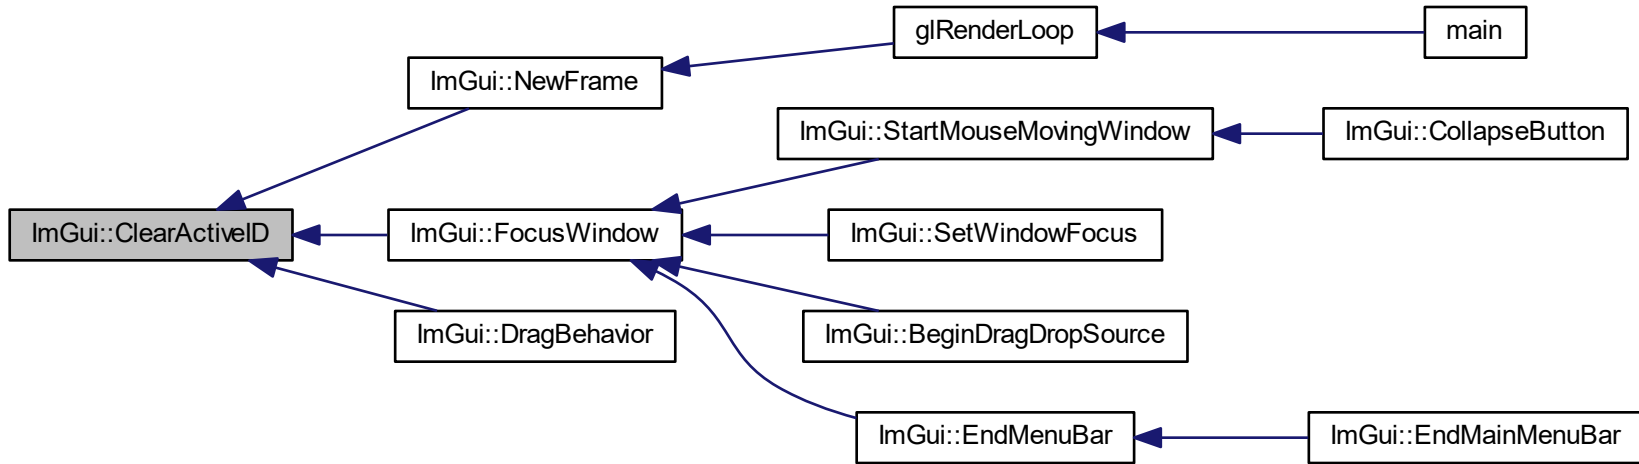 glRenderLoop
main
ImGui::NewFrame
ImGui::StartMouseMovingWindow
ImGui::CollapseButton
ImGui::ClearActiveID
ImGui::FocusWindow
ImGui::SetWindowFocus
ImGui::DragBehavior
ImGui::BeginDragDropSource
ImGui::EndMenuBar
ImGui::EndMainMenuBar